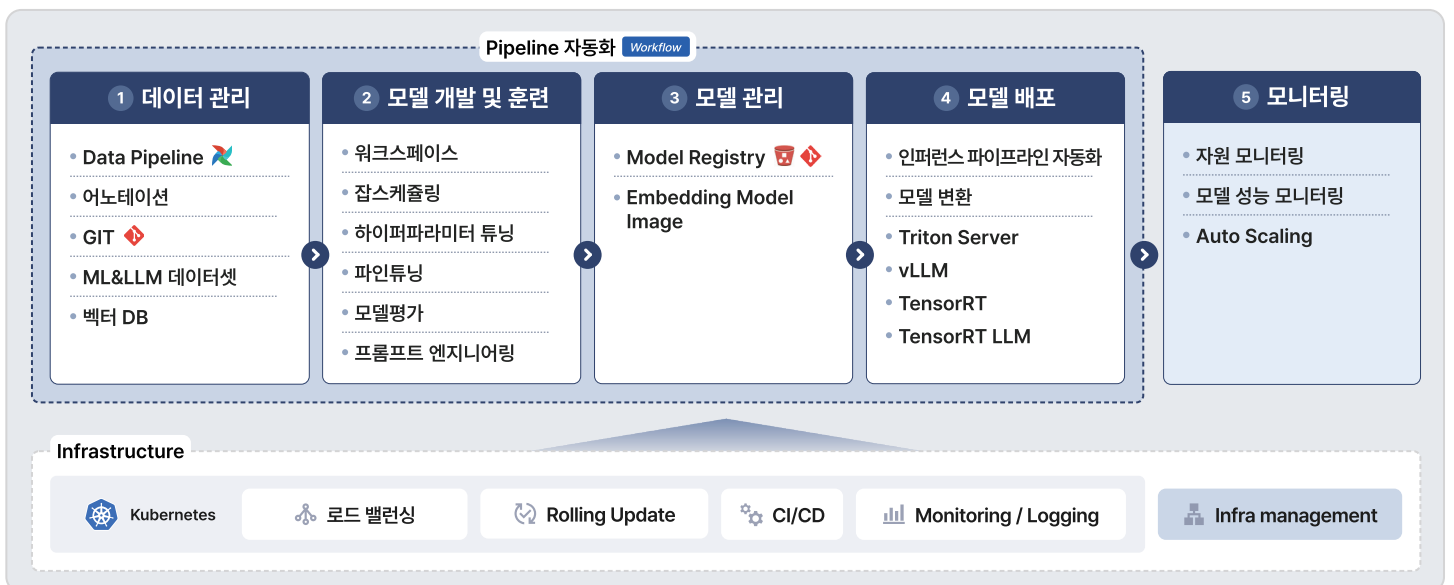 Pipeline 자동화 Workflow
1 데이터 관리
Data Pipeline
어노테이션
GIT
ML&LLM 데이터셋
벡터 DB
2 모델 개발 및 훈련
워크스페이스
잡스케쥴링
하이퍼파라미터 튜닝
파인튜닝
모델평가
프롬프트 엔지니어링
3 모델 관리
Model Registry
Embedding Model
Image
4 모델 배포
인퍼런스 파이프라인 자동화
모델 변환
Triton Server
vLLM
TensorRT
TensorRT LLM
5 모니터링
자원 모니터링
모델 성능 모니터링
Auto Scaling
Infrastructure
Kubernetes
로드 밸런싱
Rolling Update
CI/CD
Monitoring / Logging
Infra management